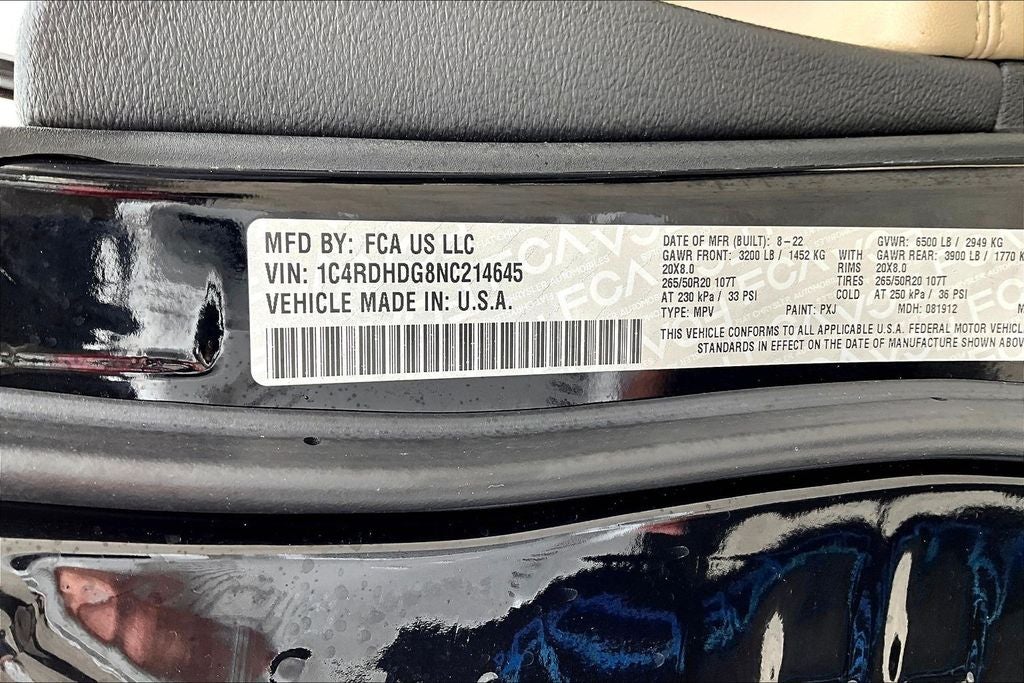 MFD BY: FCA US LLC
VIN: 1C4RDHDG8NC214645
VEHICLE MADE IN: U.S.A.
DATE OF MFR (BUILT): 8-22 GVWR: 6500 LB / 2949 KG
GAWR FRONT: 3200 LB / 1452 KG WITH GAWR REAR: 3900 LB / 1770 K
20X8.0 RIMS 20X8.0
265/50R20 107T TIRES 265/50R20 107T
AT 230 kPa / 33 PSI COLD AT 250 kPa / 36 PSI
TYPE: MPV PAINT: PXJ MDH: 081912 M
THIS VEHICLE CONFORMS TO ALL APPLICABLE U.S.A. FEDERAL MOTOR VEHICL
STANDARDS IN EFFECT ON THE DATE OF MANUFACTURE SHOWN ABOV